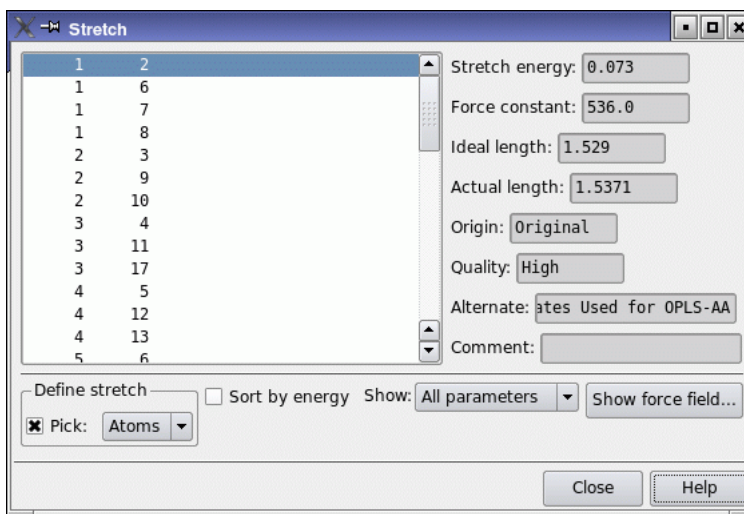 Stretch
1 2
1 6
1 7
1 8
2 3
2 9
2 10
3 4
3 11
3 17
4 5
4 12
4 13
5 6
Stretch energy: 0.073
Force constant: 536.0
Ideal length: 1.529
Actual length: 1.5371
Origin: Original
Quality: High
Alternate: ates Used for OPLS-AA
Comment:
Define stretch
Pick: Atoms
Sort by energy Show: All parameters Show force field...
Close Help